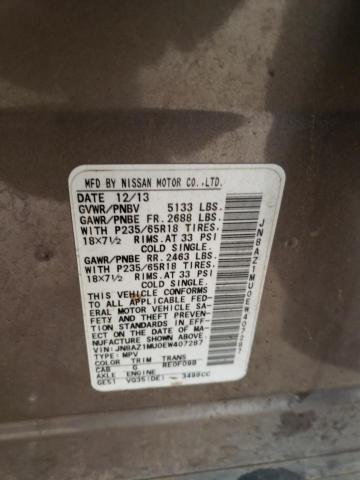 MFD BY NISSAN MOTOR CO.,LTD.
DATE 12/13
GVWR/PNBV 5133 LBS.
GAWR/PNBE FR. 2688 LBS.
WITH P235/65R18 TIRES,
18X7½ RIMS.AT 33 PSI
COLD SINGLE.
GAWR/PNBE RR. 2463 LBS.
WITH P235/65R18 TIRES,
18X7½ RIMS.AT 33 PSI
COLD SINGLE.
THIS VEHICLE CONFORMS
TO ALL APPLICABLE FED-
ERAL MOTOR VEHICLE SA-
FETY AND THEFT PREVEN-
TION STANDARDS IN EFF-
ECT ON THE DATE OF MA-
NUFACTURE SHOWN ABOVE.
VIN:JN8AZ1MU0EW407287
TYPE:MPV
COLOR TRIM TRANS
CAB G RE0F09B
AXLE ENGINE
GE51 VQ35(DE) 3498CC
JN8AZ1MU0EW407287